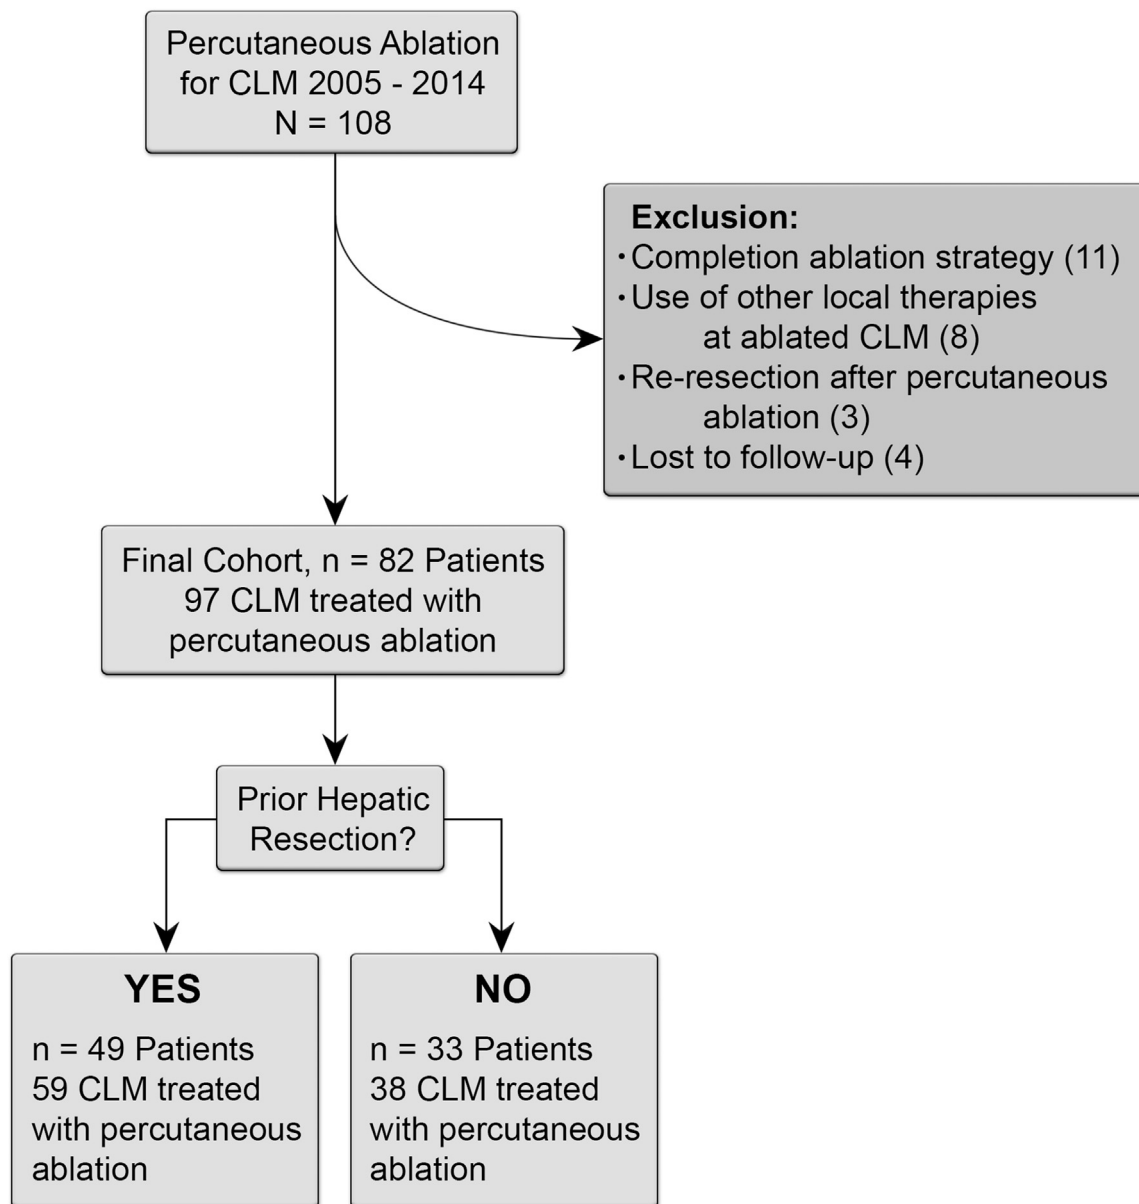 Percutaneous Ablation
for CLM 2005 - 2014
N = 108
Exclusion:
·Completion ablation strategy (11)
·Use of other local therapies
at ablated CLM (8)
·Re-resection after percutaneous
ablation (3)
·Lost to follow-up (4)
Final Cohort, n = 82 Patients
97 CLM treated with
percutaneous ablation
Prior Hepatic
Resection?
YES
n = 49 Patients
59 CLM treated
with percutaneous
ablation
NO
n = 33 Patients
38 CLM treated
with percutaneous
ablation